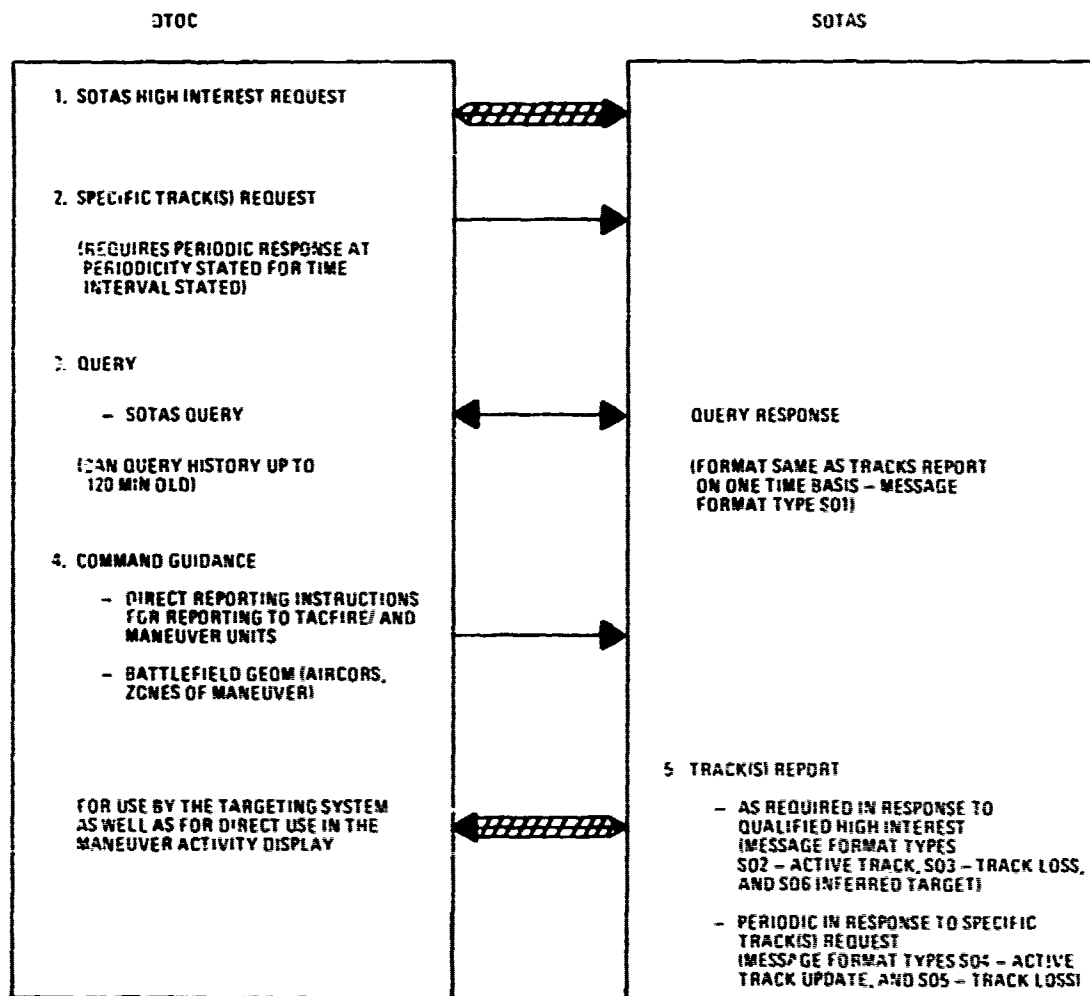 DTOC
SOTAS
1. SOTAS HIGH INTEREST REQUEST
2. SPECIFIC TRACK(S) REQUEST
(REQUIRES PERIODIC RESPONSE AT
PERIODICITY STATED FOR TIME
INTERVAL STATED)
3. QUERY
– SOTAS QUERY
(CAN QUERY HISTORY UP TO
120 MIN OLD)
QUERY RESPONSE
(FORMAT SAME AS TRACKS REPORT
ON ONE TIME BASIS – MESSAGE
FORMAT TYPE S01)
4. COMMAND GUIDANCE
– DIRECT REPORTING INSTRUCTIONS
FOR REPORTING TO TACFIRE/ AND
MANEUVER UNITS
– BATTLEFIELD GEOM (AIRCORS,
ZONES OF MANEUVER)
FOR USE BY THE TARGETING SYSTEM
AS WELL AS FOR DIRECT USE IN THE
MANEUVER ACTIVITY DISPLAY
5 TRACK(S) REPORT
– AS REQUIRED IN RESPONSE TO
QUALIFIED HIGH INTEREST
(MESSAGE FORMAT TYPES
S02 – ACTIVE TRACK, S03 – TRACK LOSS,
AND S06 INFERRED TARGET)
– PERIODIC IN RESPONSE TO SPECIFIC
TRACK(S) REQUEST
(MESSAGE FORMAT TYPES S04 – ACTIVE
TRACK UPDATE, AND S05 – TRACK LOSS)